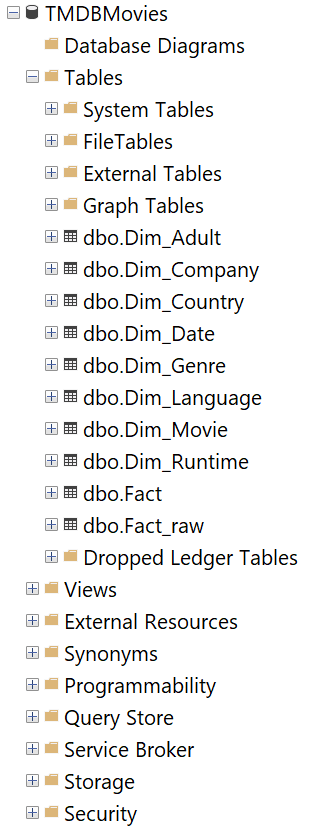 TMDBMovies
Database Diagrams
Tables
System Tables
FileTables
External Tables
Graph Tables
dbo.Dim_Adult
dbo.Dim_Company
dbo.Dim_Country
dbo.Dim_Date
dbo.Dim_Genre
dbo.Dim_Language
dbo.Dim_Movie
dbo.Dim_Runtime
dbo.Fact
dbo.Fact_raw
Dropped Ledger Tables
Views
External Resources
Synonyms
Programmability
Query Store
Service Broker
Storage
Security